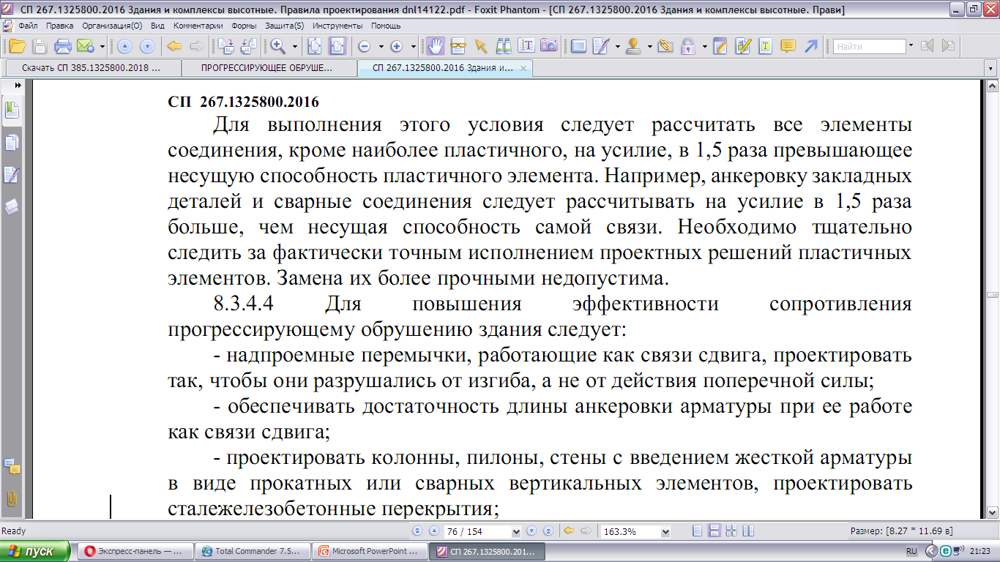 СП 267.1325800.2016 Здания и комплексы высотные. Правила проектирования dnl14122.pdf - Foxit Phantom - [СП 267.1325800.2016 Здания и комплексы высотные. Прави]
Файл Правка Организация(O) Вид Комментарии Формы Защита(S) Инструменты Помощь
Найти
Скачать СП 385.1325800.2018 ... ПРОГРЕССИРУЮЩЕЕ ОБРУШЕ... СП 267.1325800.2016 Здания и...
СП 267.1325800.2016
Для выполнения этого условия следует рассчитать все элементы
соединения, кроме наиболее пластичного, на усилие, в 1,5 раза превышающее
несущую способность пластичного элемента. Например, анкеровку закладных
деталей и сварные соединения следует рассчитывать на усилие в 1,5 раза
больше, чем несущая способность самой связи. Необходимо тщательно
следить за фактически точным исполнением проектных решений пластичных
элементов. Замена их более прочными недопустима.
8.3.4.4 Для повышения эффективности сопротивления
прогрессирующему обрушению здания следует:
- надпроемные перемычки, работающие как связи сдвига, проектировать
так, чтобы они разрушались от изгиба, а не от действия поперечной силы;
- обеспечивать достаточность длины анкеровки арматуры при ее работе
как связи сдвига;
- проектировать колонны, пилоны, стены с введением жесткой арматуры
в виде прокатных или сварных вертикальных элементов, проектировать
сталежелезобетонные перекрытия;
Ready 76 / 154 163.3% Размер: [8.27 * 11.69 в]
пуск Экспресс-панель — ... Total Commander 7.5... Microsoft PowerPoint ... СП 267.1325800.201... RU 21:23